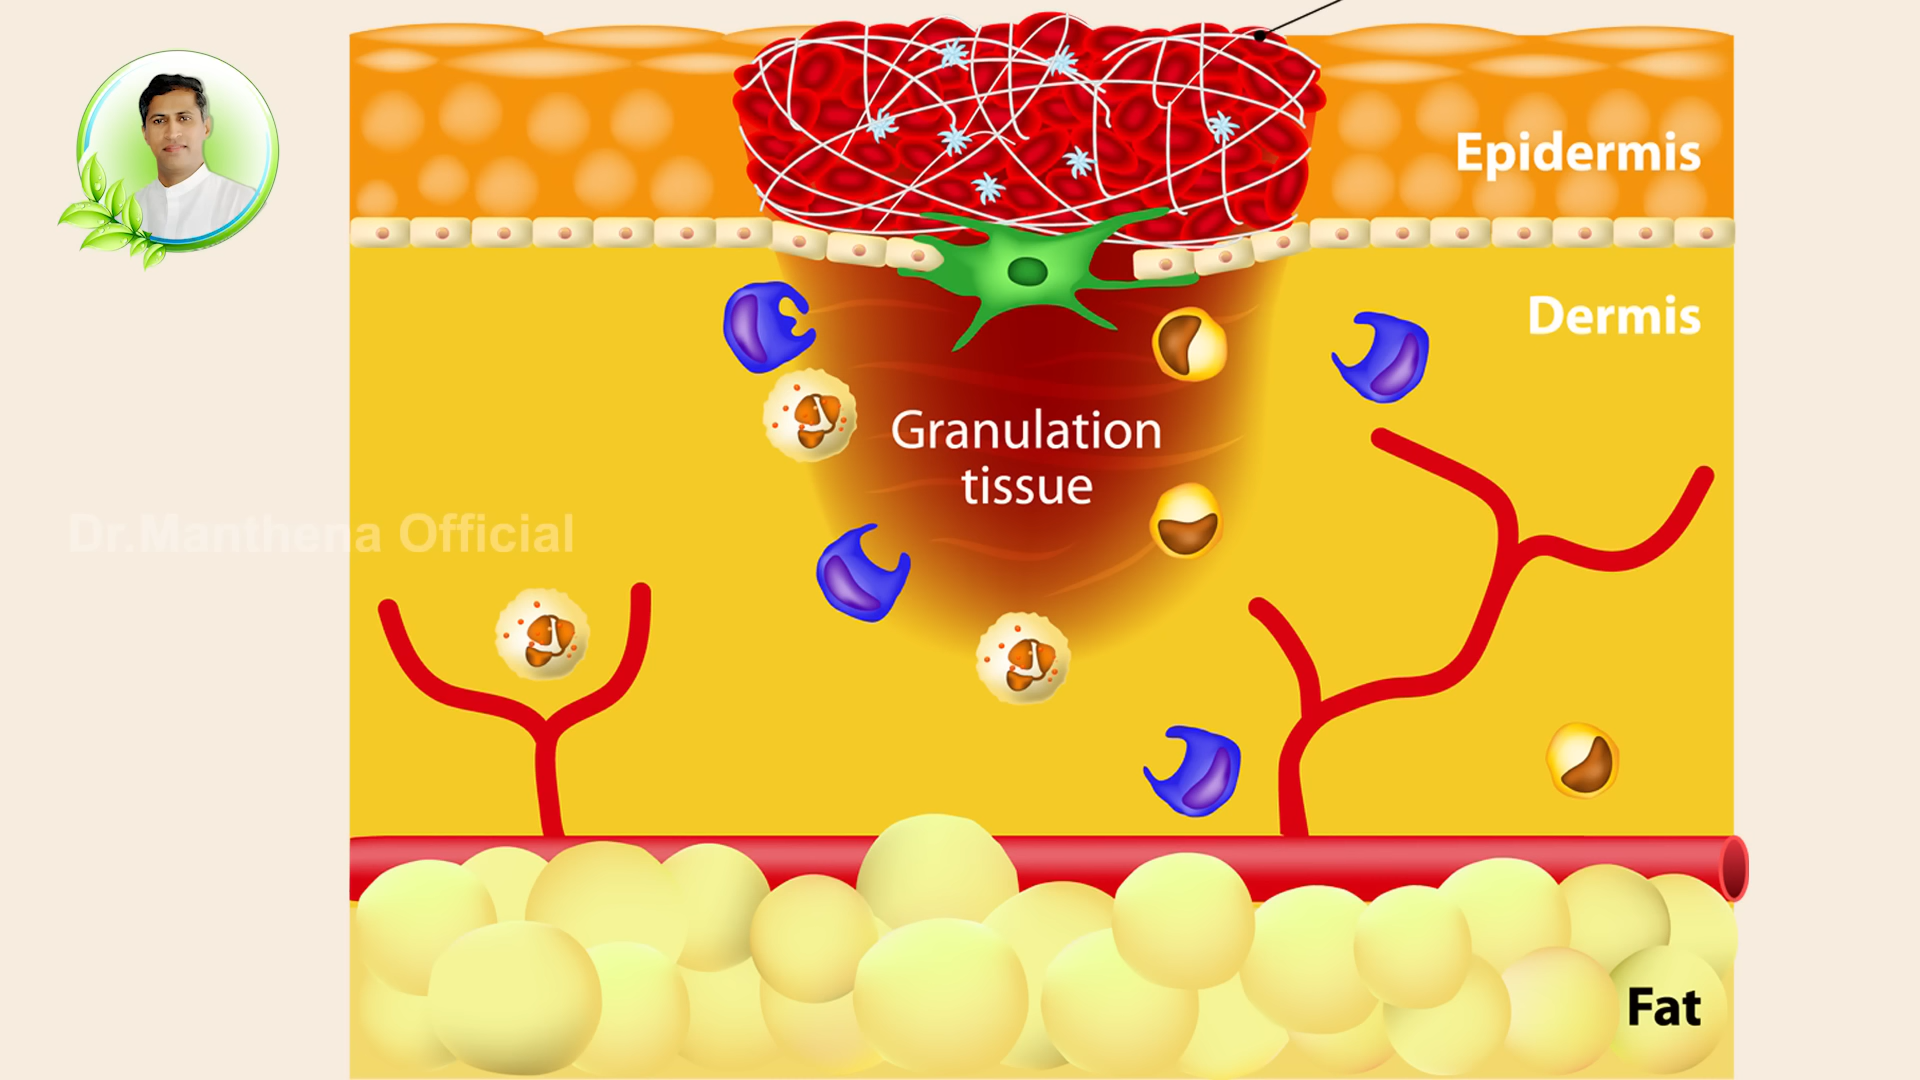 Epidermis
Dermis
Granulation
tissue
Dr.Manthena Official
Fat